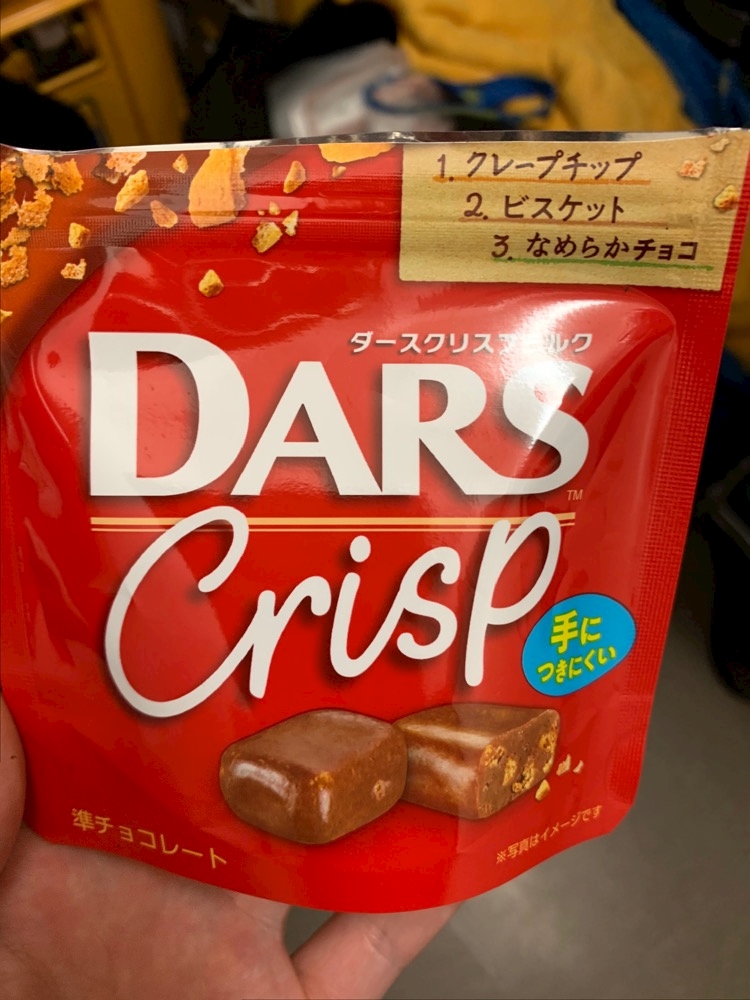 1. クレープチップ
2. ビスケット
3. なめらかチョコ
ダースクリスプミルク
DARS
TM
Crisp
手に
つきにくい
準チョコレート
※写真はイメージです